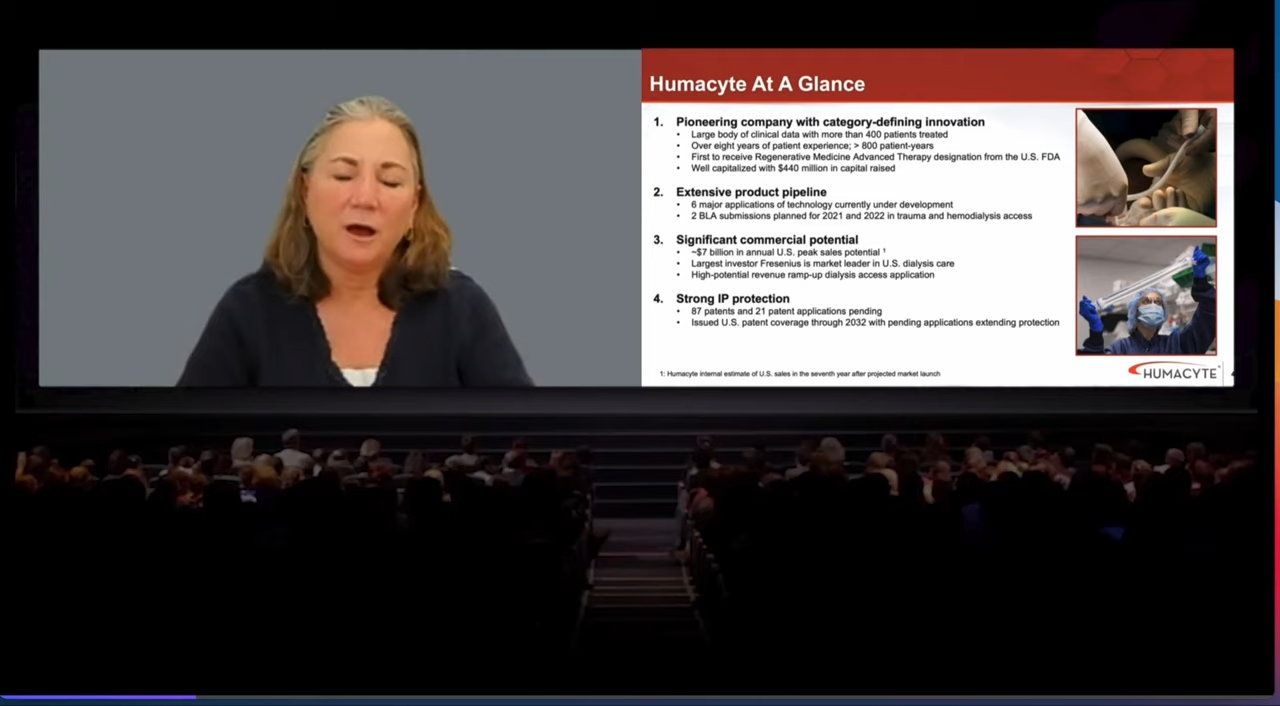 Humacyte At A Glance
1. Pioneering company with category-defining innovation
• Large body of clinical data with more than 400 patients treated
• Over eight years of patient experience; > 800 patient-years
• First to receive Regenerative Medicine Advanced Therapy designation from the U.S. FDA
• Well capitalized with $440 million in capital raised
2. Extensive product pipeline
• 6 major applications of technology currently under development
• 2 BLA submissions planned for 2021 and 2022 in trauma and hemodialysis access
3. Significant commercial potential
• ~$7 billion in annual U.S. peak sales potential ¹
• Largest investor Fresenius is market leader in U.S. dialysis care
• High-potential revenue ramp-up dialysis access application
4. Strong IP protection
• 87 patents and 21 patent applications pending
• Issued U.S. patent coverage through 2032 with pending applications extending protection
1: Humacyte internal estimate of U.S. sales in the seventh year after projected market launch
HUMACYTE